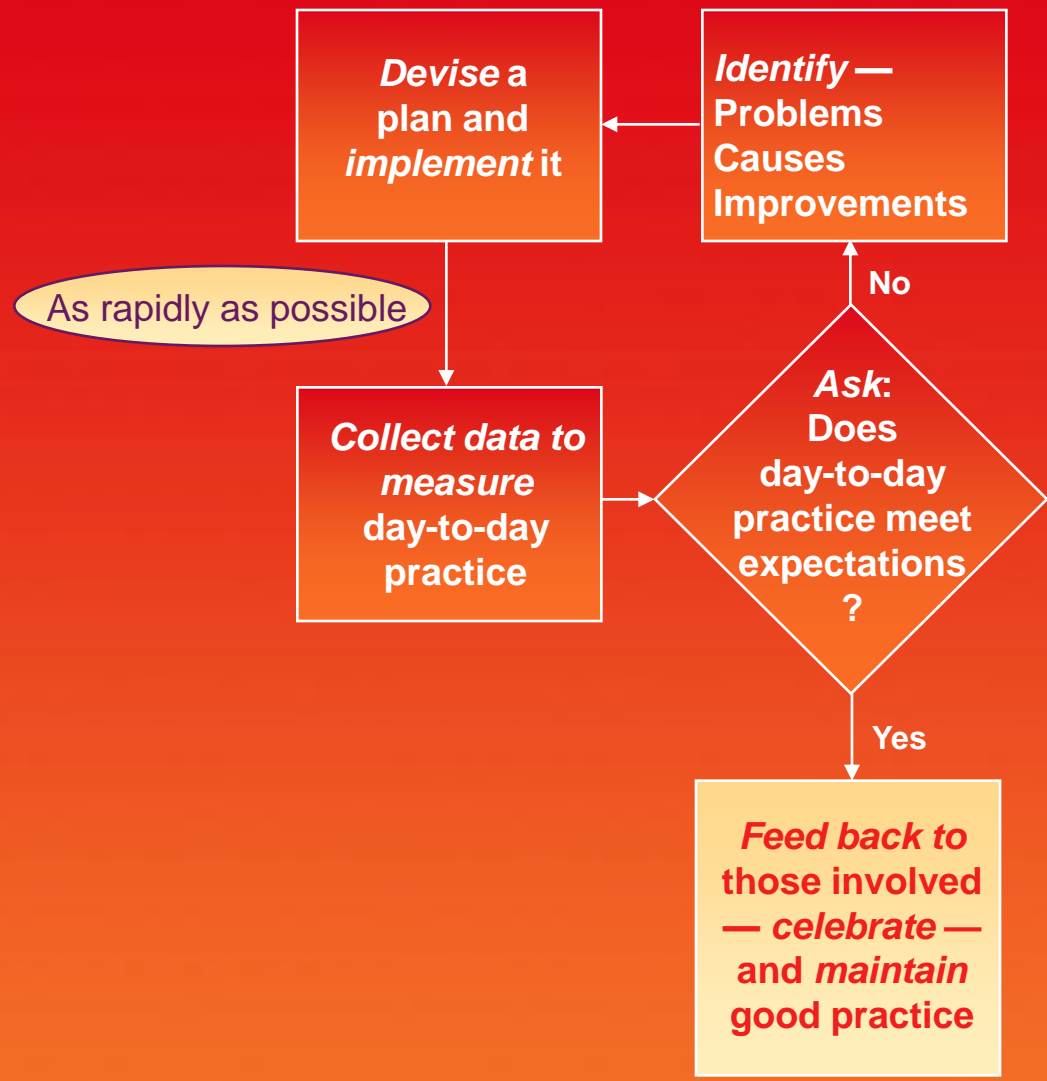 Devise a
plan and
implement it
Identify —
Problems
Causes
Improvements
As rapidly as possible
No
Collect data to
measure
day-to-day
practice
Ask:
Does
day-to-day
practice meet
expectations
?
Yes
Feed back to
those involved
— celebrate —
and maintain
good practice